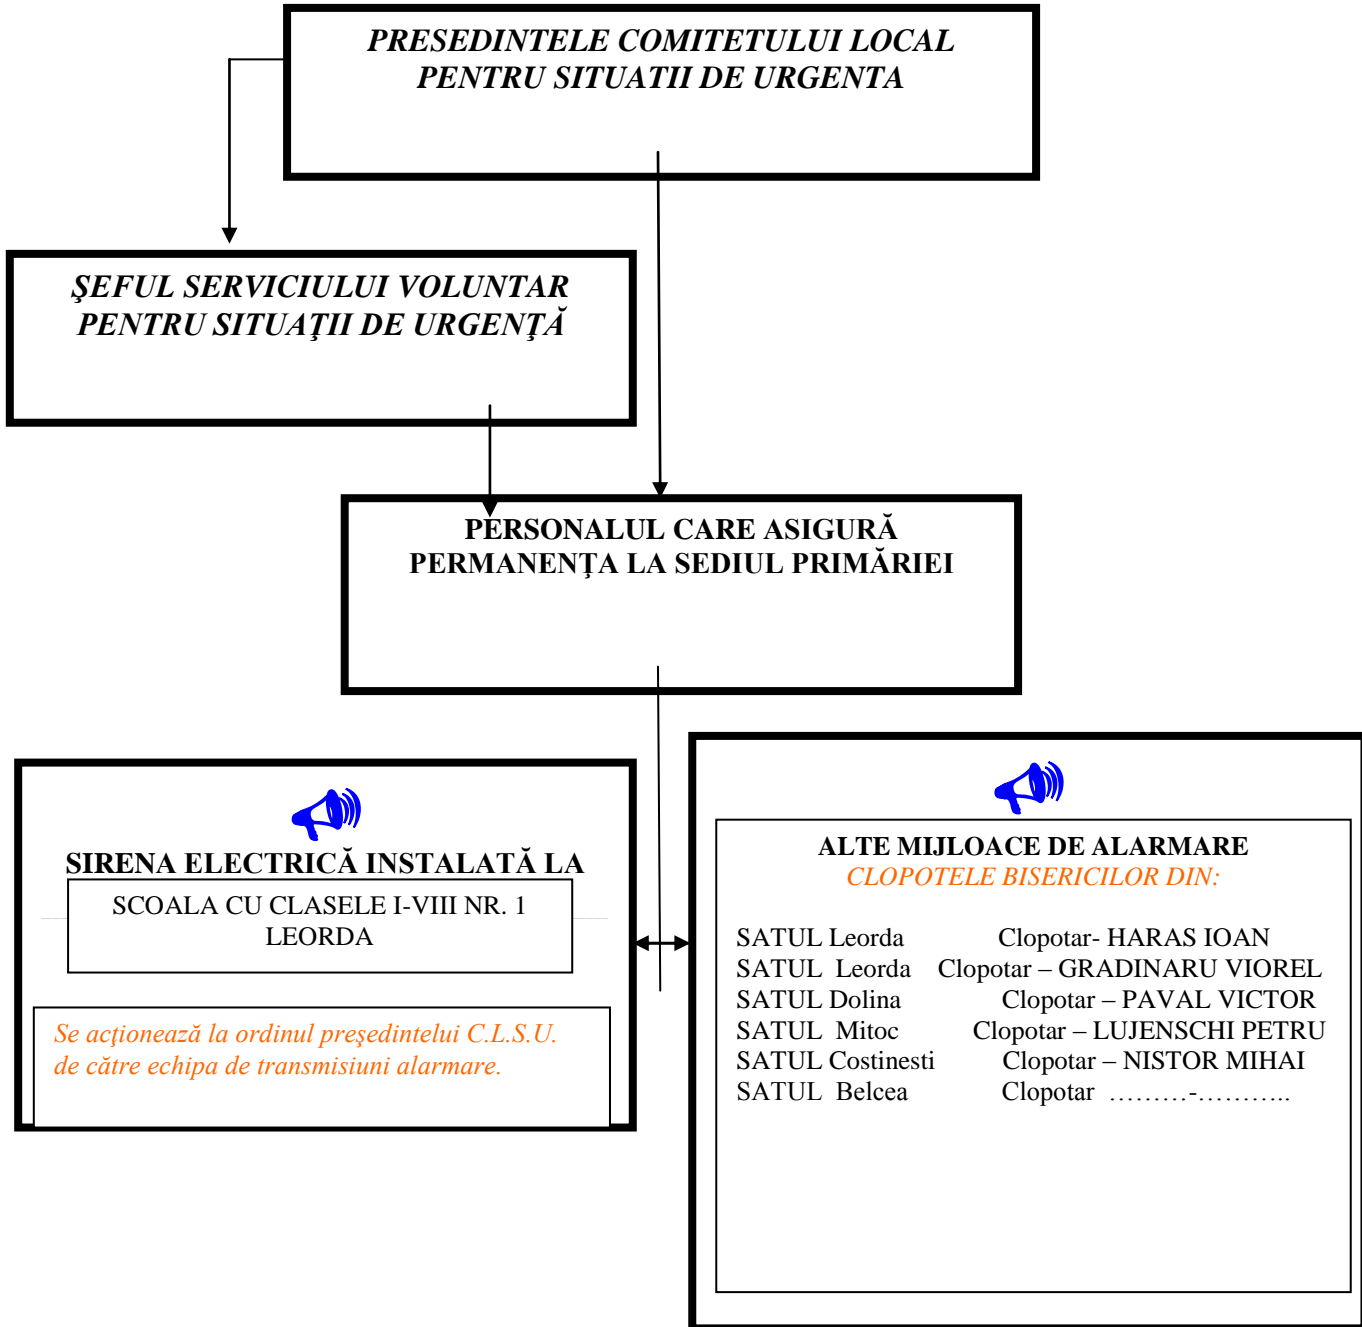 PRESEDINTELE COMITETULUI LOCAL
PENTRU SITUATII DE URGENTA
ŞEFUL SERVICIULUI VOLUNTAR
PENTRU SITUAŢII DE URGENŢĂ
PERSONALUL CARE ASIGURĂ
PERMANENŢA LA SEDIUL PRIMĂRIEI
SIRENA ELECTRICĂ INSTALATĂ LA
SCOALA CU CLASELE I-VIII NR. 1
LEORDA
Se acţionează la ordinul preşedintelui C.L.S.U.
de către echipa de transmisiuni alarmare.
ALTE MIJLOACE DE ALARMARE
CLOPOTELE BISERICILOR DIN:
SATUL Leorda Clopotar- HARAS IOAN
SATUL Leorda Clopotar – GRADINARU VIOREL
SATUL Dolina Clopotar – PAVAL VICTOR
SATUL Mitoc Clopotar – LUJENSCHI PETRU
SATUL Costinesti Clopotar – NISTOR MIHAI
SATUL Belcea Clopotar ………-………..